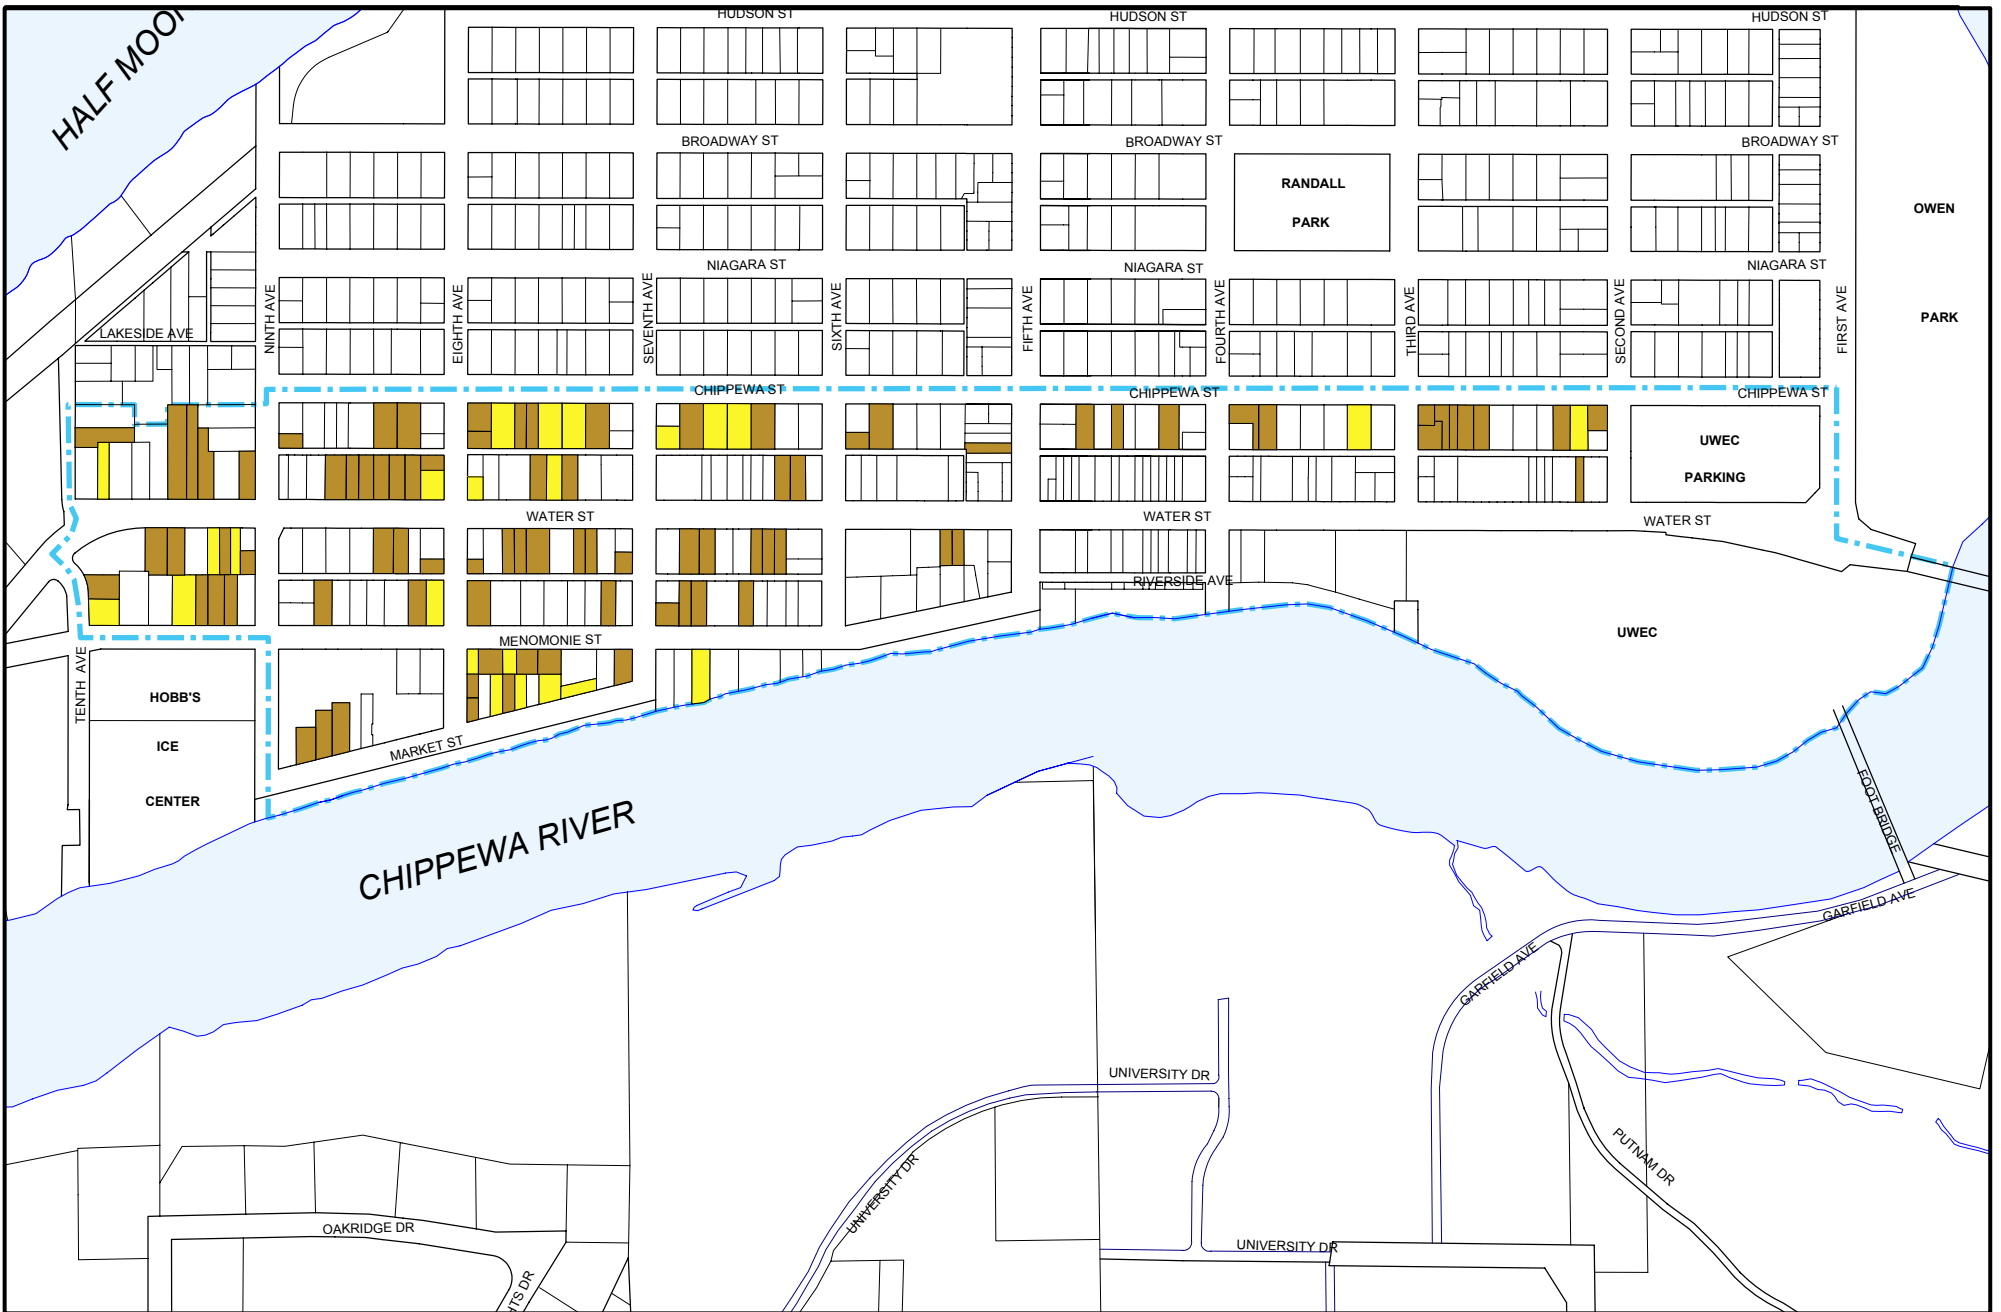 HUDSON ST
HUDSON ST
HUDSON ST
HALF MOON
BROADWAY ST
BROADWAY ST
BROADWAY ST
RANDALL
PARK
OWEN
PARK
NIAGARA ST
NIAGARA ST
NIAGARA ST
LAKESIDE AVE
NINTH AVE
EIGHTH AVE
SEVENTH AVE
SIXTH AVE
FIFTH AVE
FOURTH AVE
THIRD AVE
SECOND AVE
FIRST AVE
CHIPPEWA ST
CHIPPEWA ST
CHIPPEWA ST
UWEC
PARKING
WATER ST
WATER ST
WATER ST
RIVERSIDE AVE
MENOMONIE ST
UWEC
TENTH AVE
HOBB'S
ICE
CENTER
MARKET ST
CHIPPEWA RIVER
FOOT BRIDGE
GARFIELD AVE
GARFIELD AVE
UNIVERSITY DR
UNIVERSITY DR
UNIVERSITY DR
PUTNAM DR
OAKRIDGE DR
HTS DR